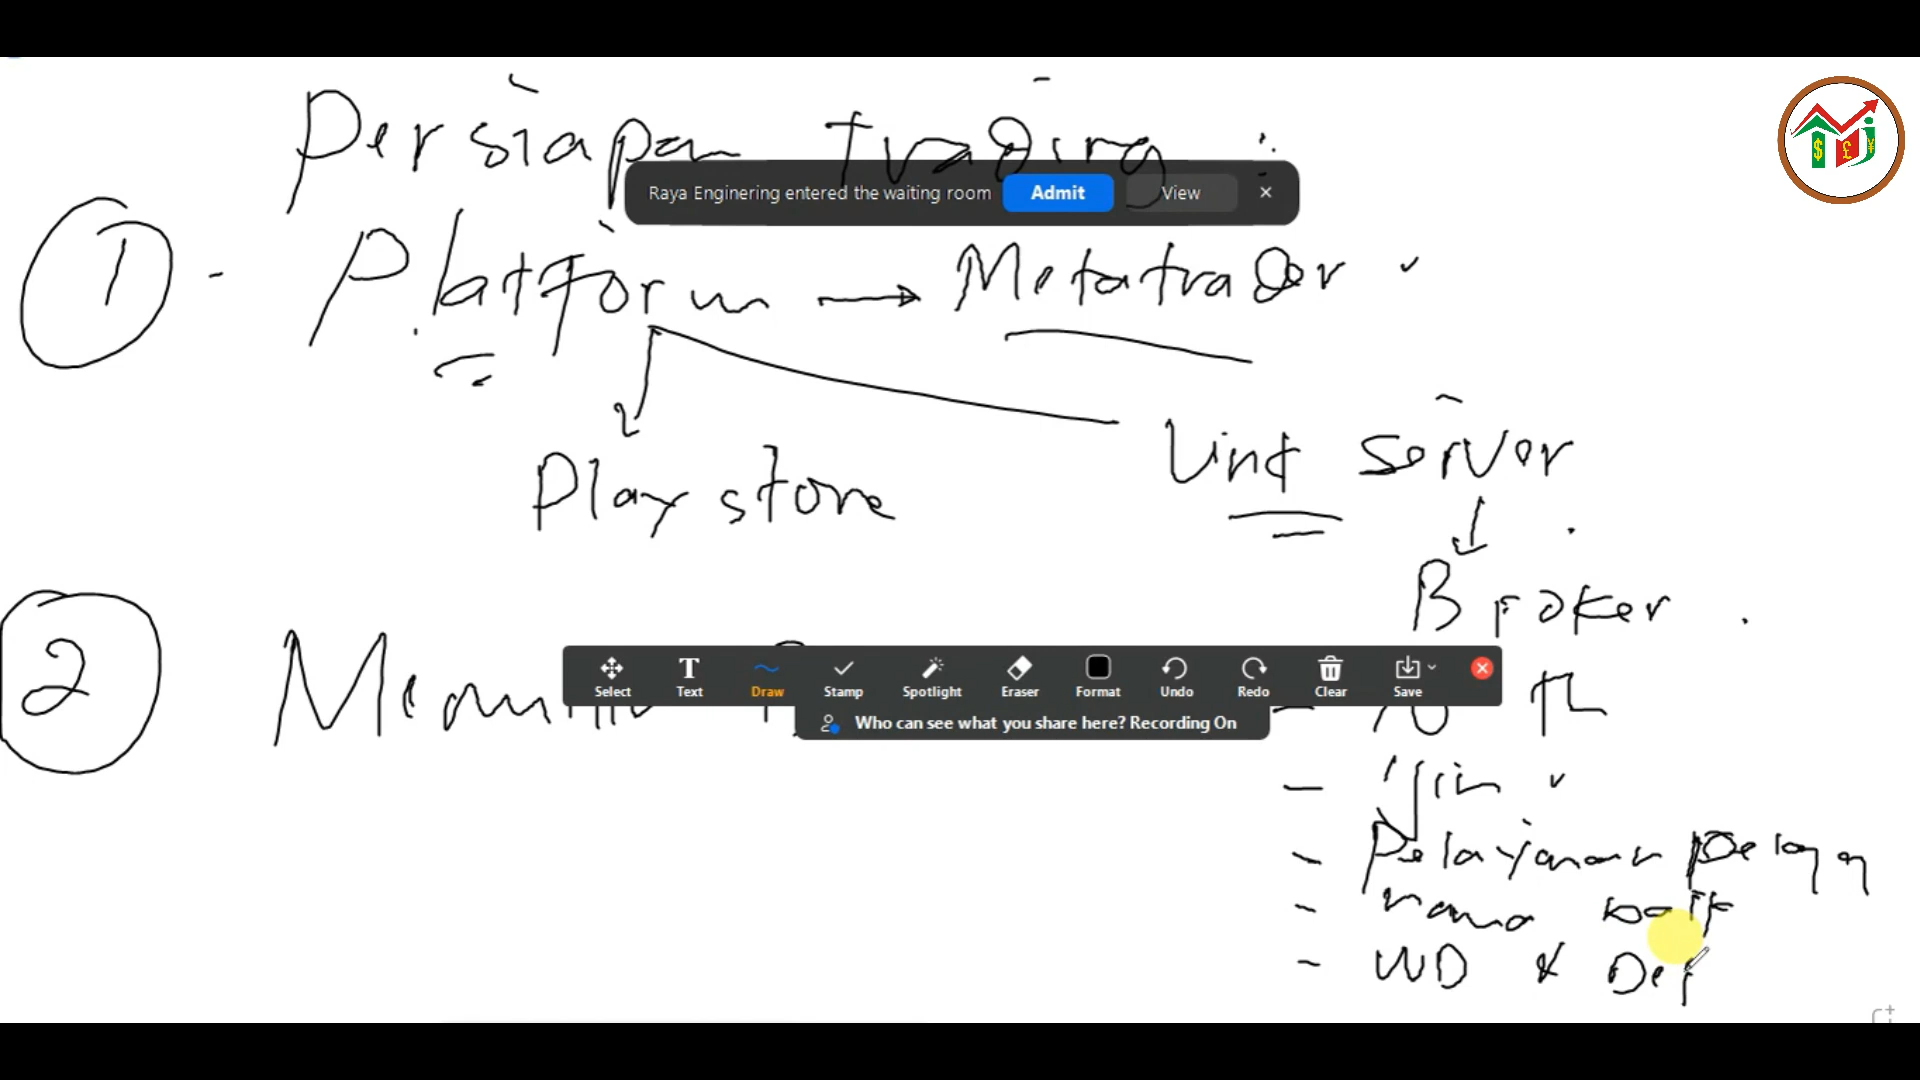 Persiapan trading :
Raya Enginering entered the waiting room Admit View
1 - Platform → Metatrader
Play store
Link server
Broker
2
Select Text Draw Stamp Spotlight Eraser Format Undo Redo Clear Save
Who can see what you share here? Recording On
- 10 th
- Ijin
- Pelayanan
- nama baik
- WD & Dep